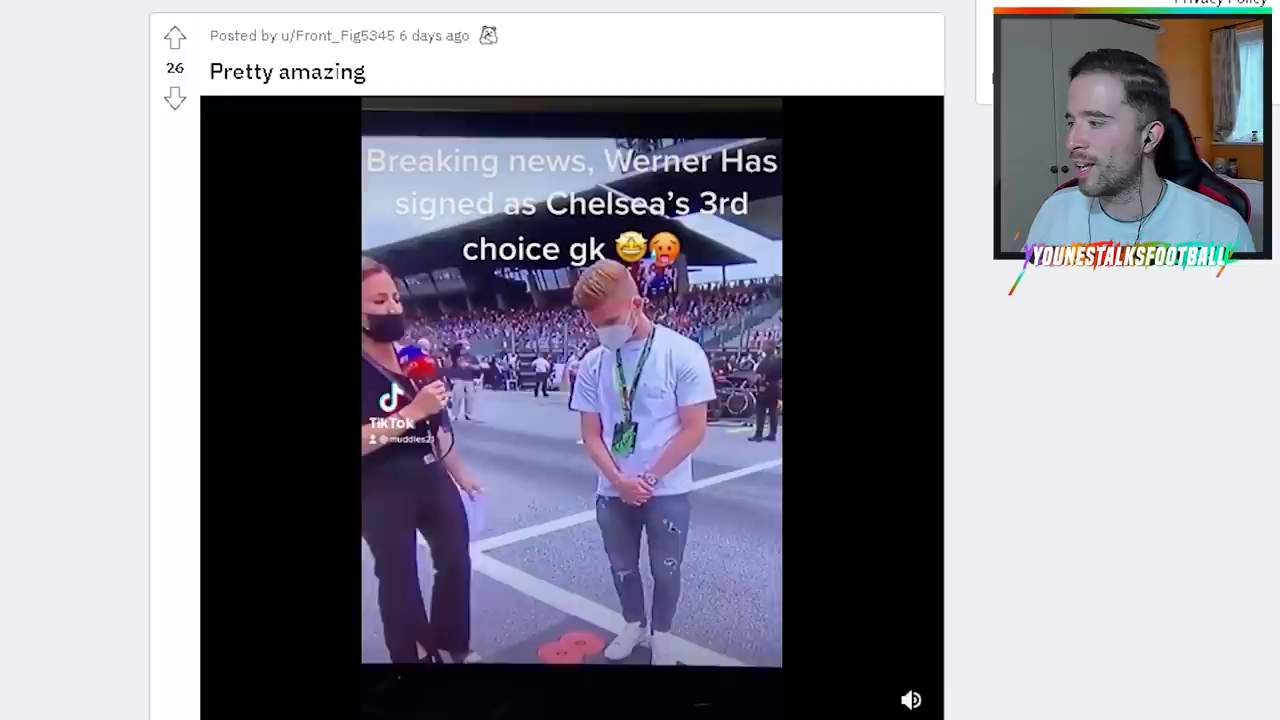 Privacy Policy
Posted by u/Front_Fig5345 6 days ago
26
Pretty amazing
Breaking news, Werner Has
signed as Chelsea's 3rd
choice gk 🤩🥵
TikTok
@muddles21
YOUNESTALKSFOOTBALL